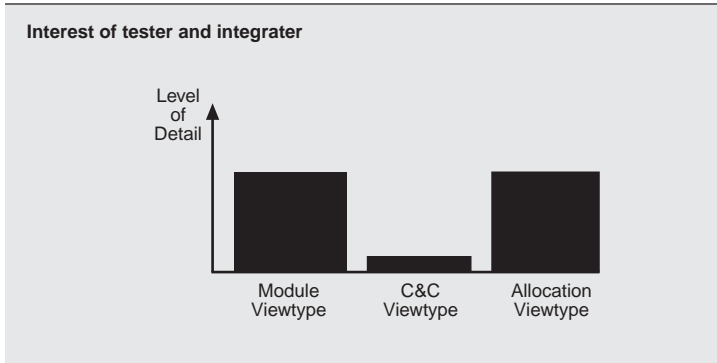 Interest of tester and integrater
Level
of
Detail
Module
Viewtype
C&C
Viewtype
Allocation
Viewtype